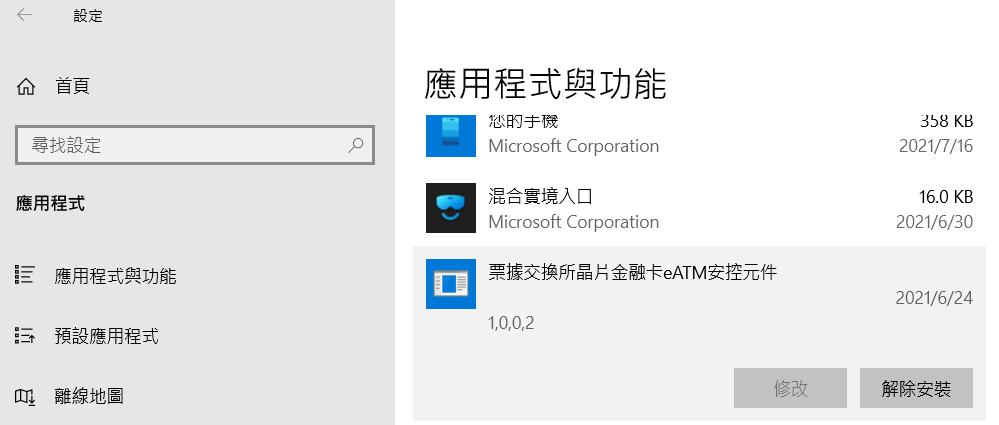 設定
首頁
尋找設定
應用程式
應用程式與功能
預設應用程式
離線地圖
應用程式與功能
您的手機 358 KB
Microsoft Corporation 2021/7/16
混合實境入口 16.0 KB
Microsoft Corporation 2021/6/30
票據交換所晶片金融卡eATM安控元件
2021/6/24
1,0,0,2
修改 解除安裝